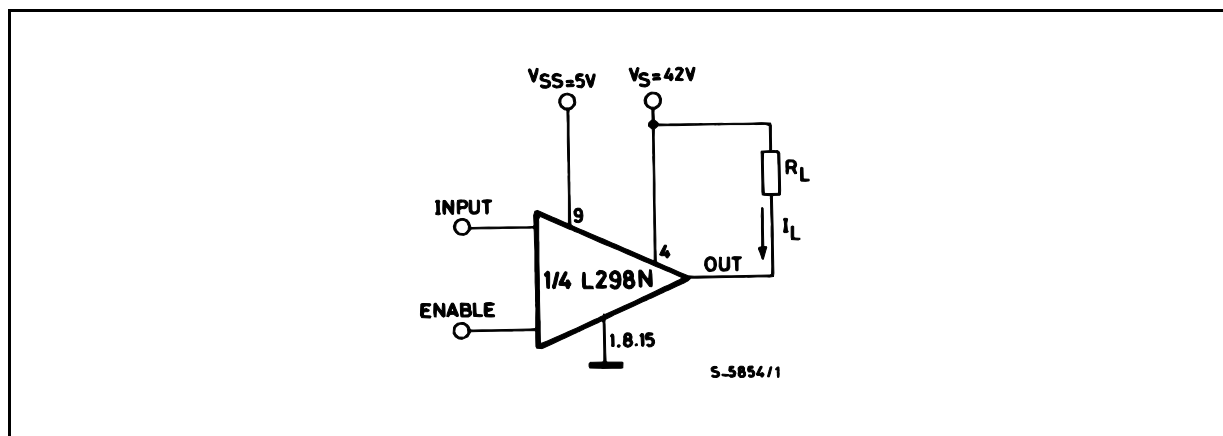 VSS=5V
VS=42V
RL
INPUT
9
IL
4
OUT
1/4 L298N
ENABLE
1.8.15
S-5854/1